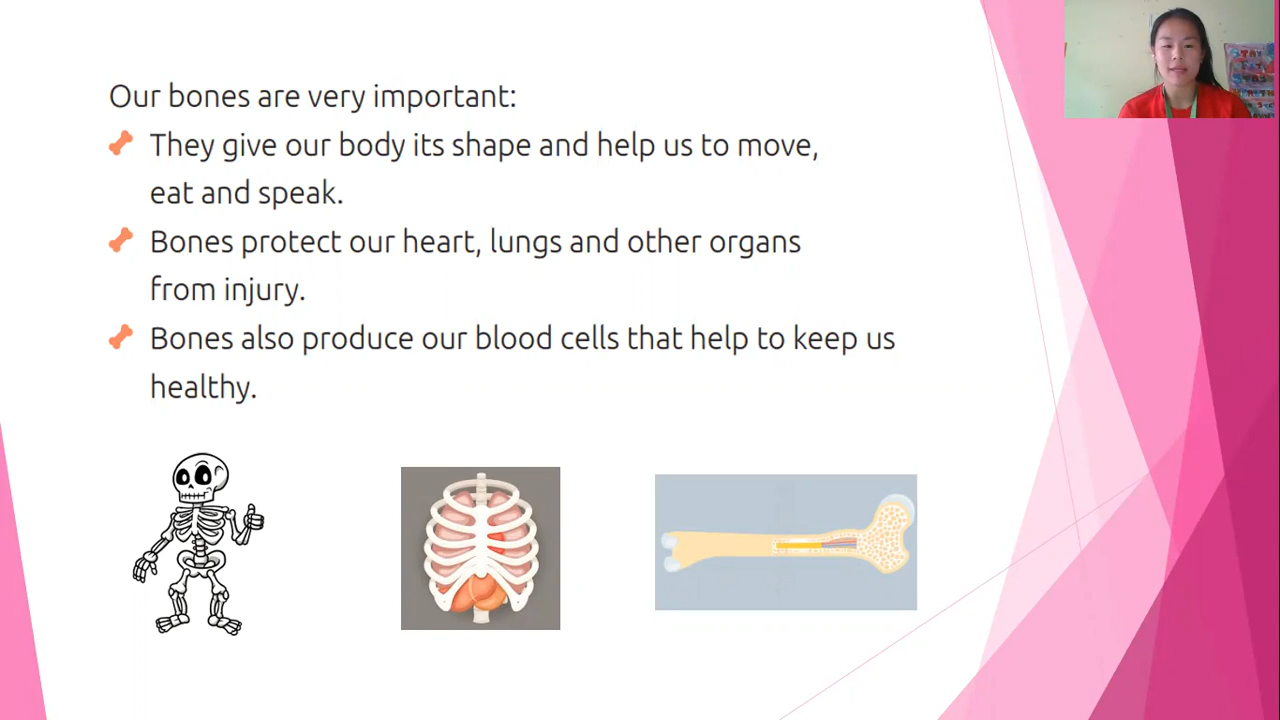 Our bones are very important:
They give our body its shape and help us to move,
eat and speak.
Bones protect our heart, lungs and other organs
from injury.
Bones also produce our blood cells that help to keep us
healthy.